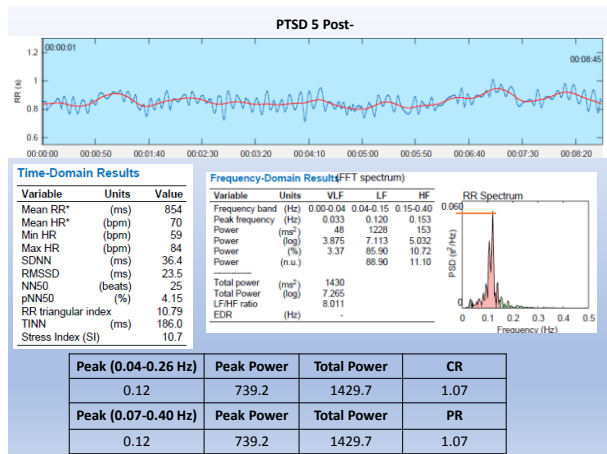 PTSD 5 Post-
00:00:01
00:08:45
1.2
1
0.8
0.6
RR (s)
00:00:00 00:00:50 00:01:40 00:02:30 00:03:20 00:04:10 00:05:00 00:05:50 00:06:40 00:07:30 00:08:20
Time-Domain Results
Variable Units Value
Mean RR* (ms) 854
Mean HR* (bpm) 70
Min HR (bpm) 59
Max HR (bpm) 84
SDNN (ms) 36.4
RMSSD (ms) 23.5
NN50 (beats) 25
pNN50 (%) 4.15
RR triangular index 10.79
TINN (ms) 186.0
Stress Index (SI) 10.7
Frequency-Domain Results (FFT spectrum)
Variable Units VLF LF HF
Frequency band (Hz) 0.00-0.04 0.04-0.15 0.15-0.40
Peak frequency (Hz) 0.033 0.120 0.153
Power (ms²) 48 1228 153
Power (log) 3.875 7.113 5.032
Power (%) 3.37 85.90 10.72
Power (n.u.) 88.90 11.10
Total power (ms²) 1430
Total Power (log) 7.265
LF/HF ratio 8.011
EDR (Hz) -
RR Spectrum
0.060
PSD (s²/Hz)
0
0 0.1 0.2 0.3 0.4 0.5
Frequency (Hz)
Peak (0.04-0.26 Hz) Peak Power Total Power CR
0.12 739.2 1429.7 1.07
Peak (0.07-0.40 Hz) Peak Power Total Power PR
0.12 739.2 1429.7 1.07